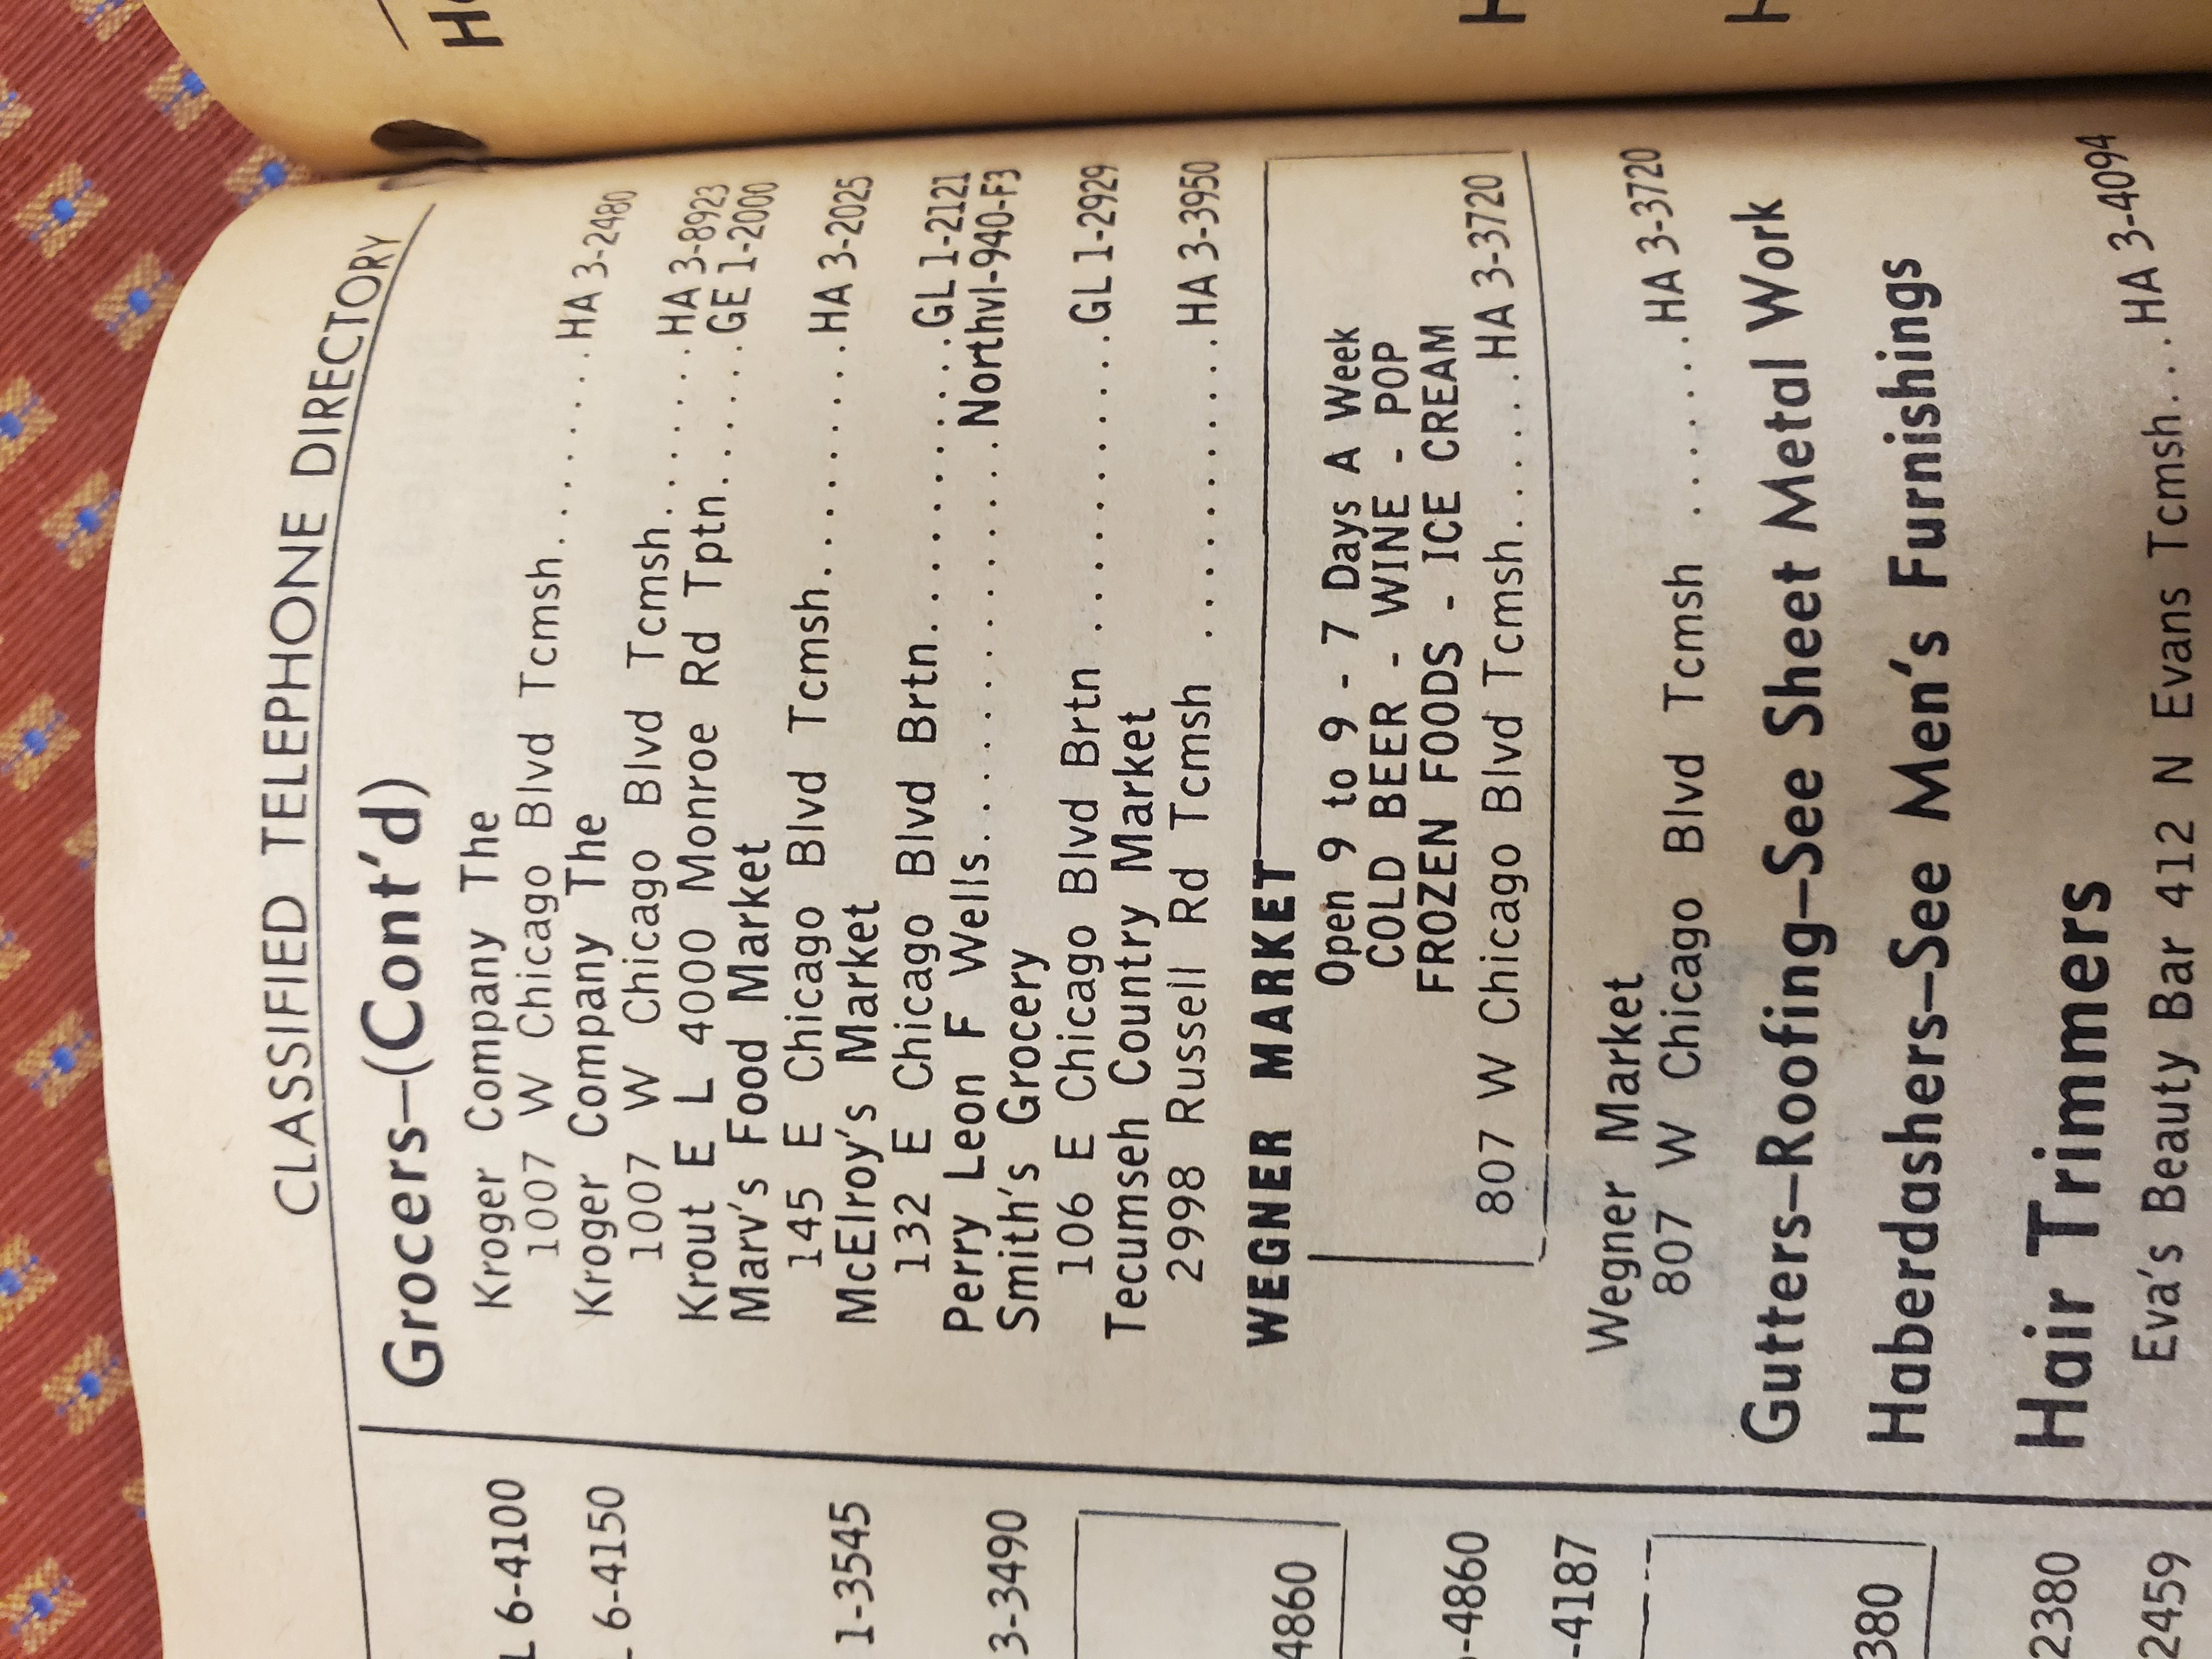 CLASSIFIED TELEPHONE DIRECTORY
6-4100
6-4150
1-3545
3-3490
4860
-4860
-4187
380
2380
2459
Grocers—(Cont'd)
Kroger Company The
1007 W Chicago Blvd Tcmsh.......HA 3-2480
Kroger Company The
1007 W Chicago Blvd Tcmsh.......HA 3-8923
Krout E L 4000 Monroe Rd Tptn.....GE 1-2000
Marv's Food Market
145 E Chicago Blvd Tcmsh........HA 3-2025
McElroy's Market
132 E Chicago Blvd Brtn..........GL 1-2121
Perry Leon F Wells..............Northvl-940-F3
Smith's Grocery
106 E Chicago Blvd Brtn ..........GL 1-2929
Tecumseh Country Market
2998 Russell Rd Tcmsh ..........HA 3-3950
WEGNER MARKET
Open 9 to 9 - 7 Days A Week
COLD BEER - WINE - POP
FROZEN FOODS - ICE CREAM
807 W Chicago Blvd Tcmsh......HA 3-3720
Wegner Market
807 W Chicago Blvd Tcmsh .......HA 3-3720
Gutters—Roofing—See Sheet Metal Work
Haberdashers—See Men's Furnishings
Hair Trimmers
Eva's Beauty Bar 412 N Evans Tcmsh...HA 3-4094